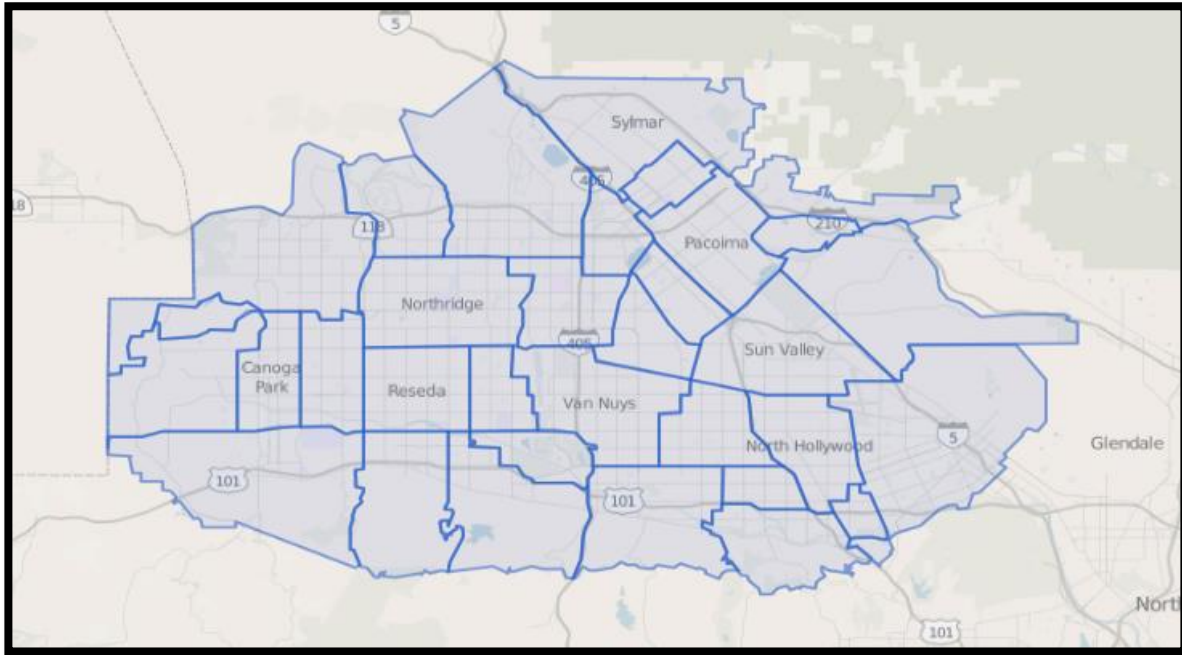 5
Sylmar
405
18
118
210
Pacoima
Northridge
405
Sun Valley
Canoga
Park
Reseda
Van Nuys
5
North Hollywood
Glendale
101
101
101